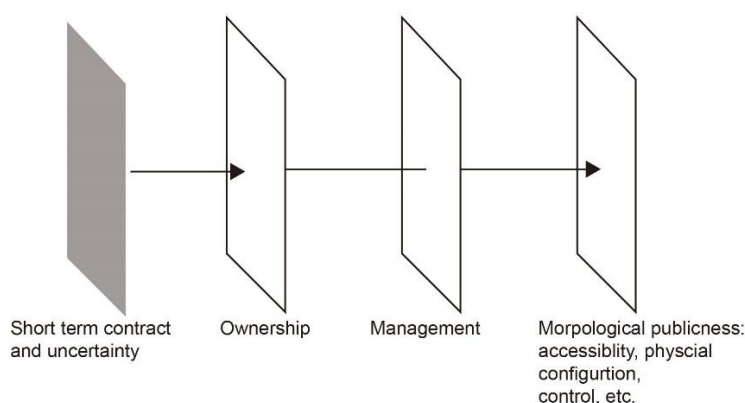 Short term contract
and uncertainty
Ownership
Management
Morpological publicness:
accessiblity, physcial
configurtion,
control, etc.